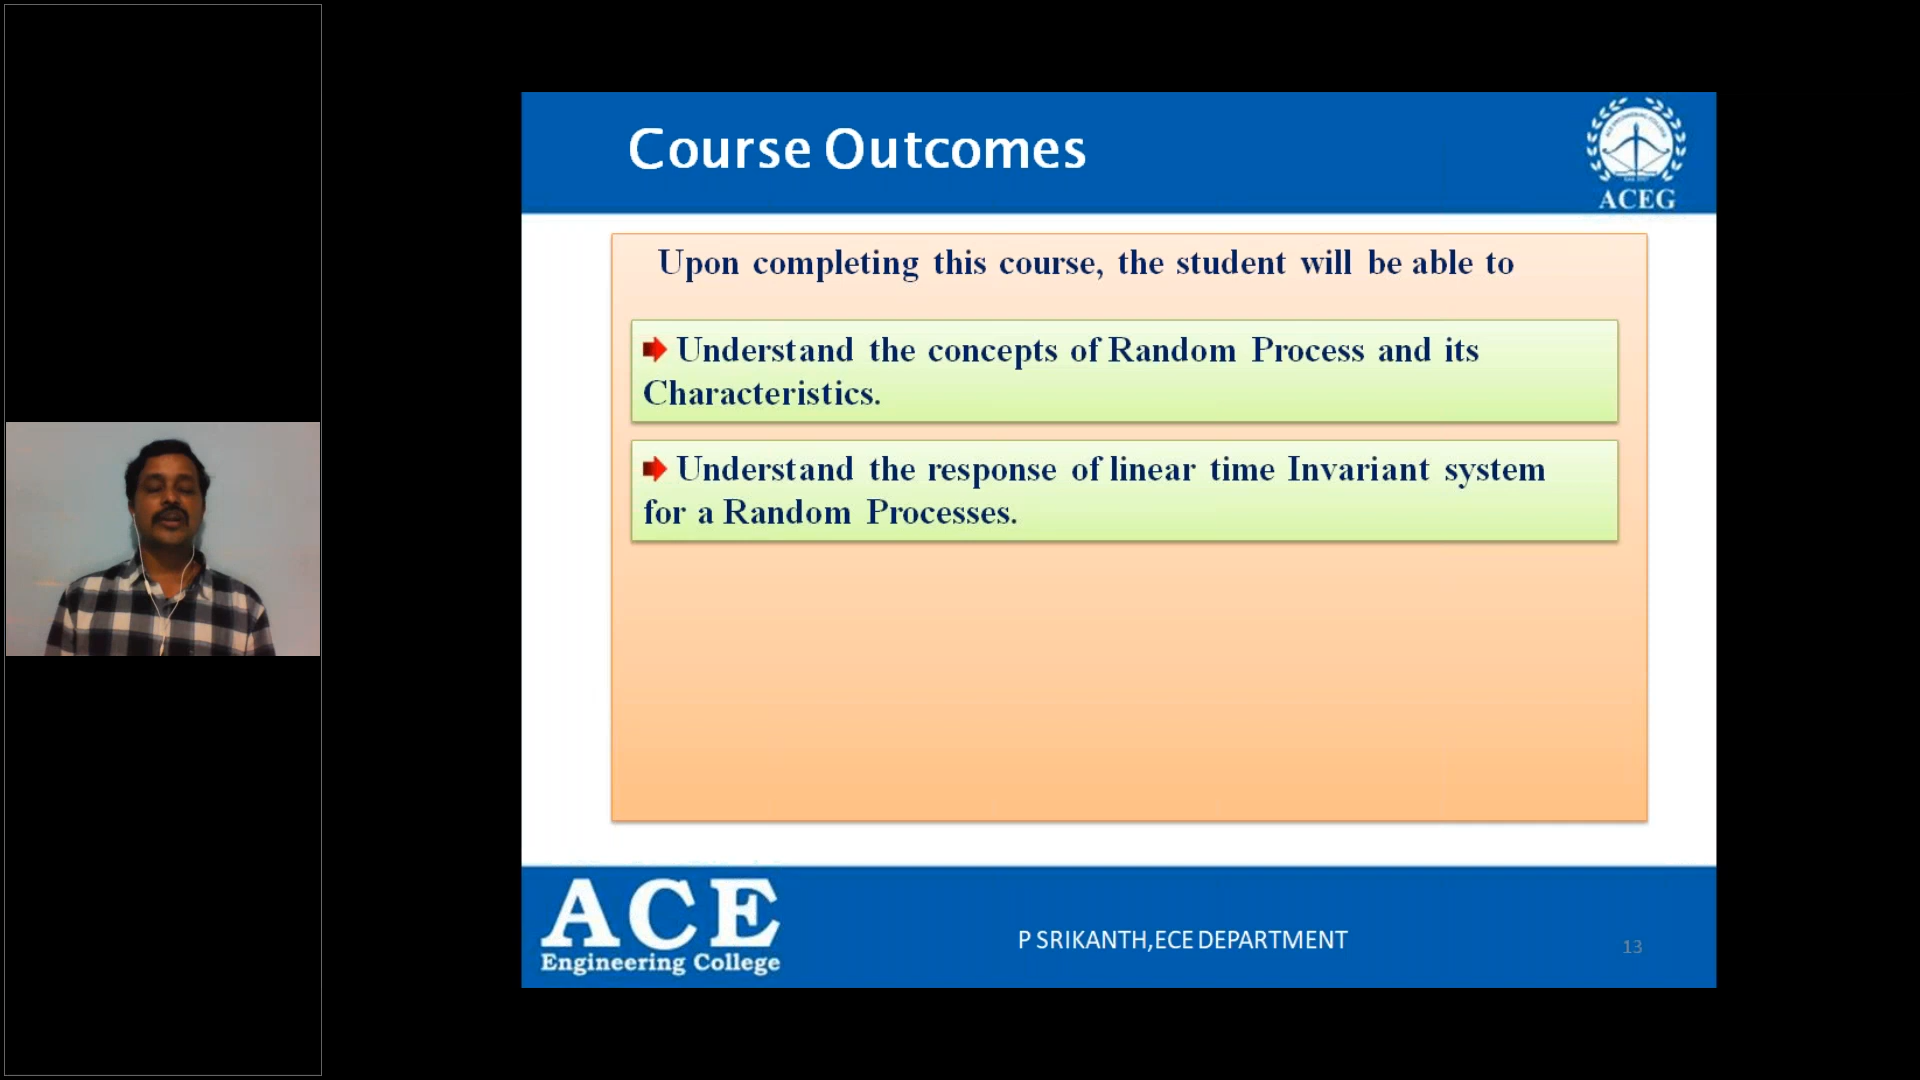 Course Outcomes
ACEG
Upon completing this course, the student will be able to
Understand the concepts of Random Process and its
Characteristics.
Understand the response of linear time Invariant system
for a Random Processes.
ACE
Engineering College
P SRIKANTH,ECE DEPARTMENT
13